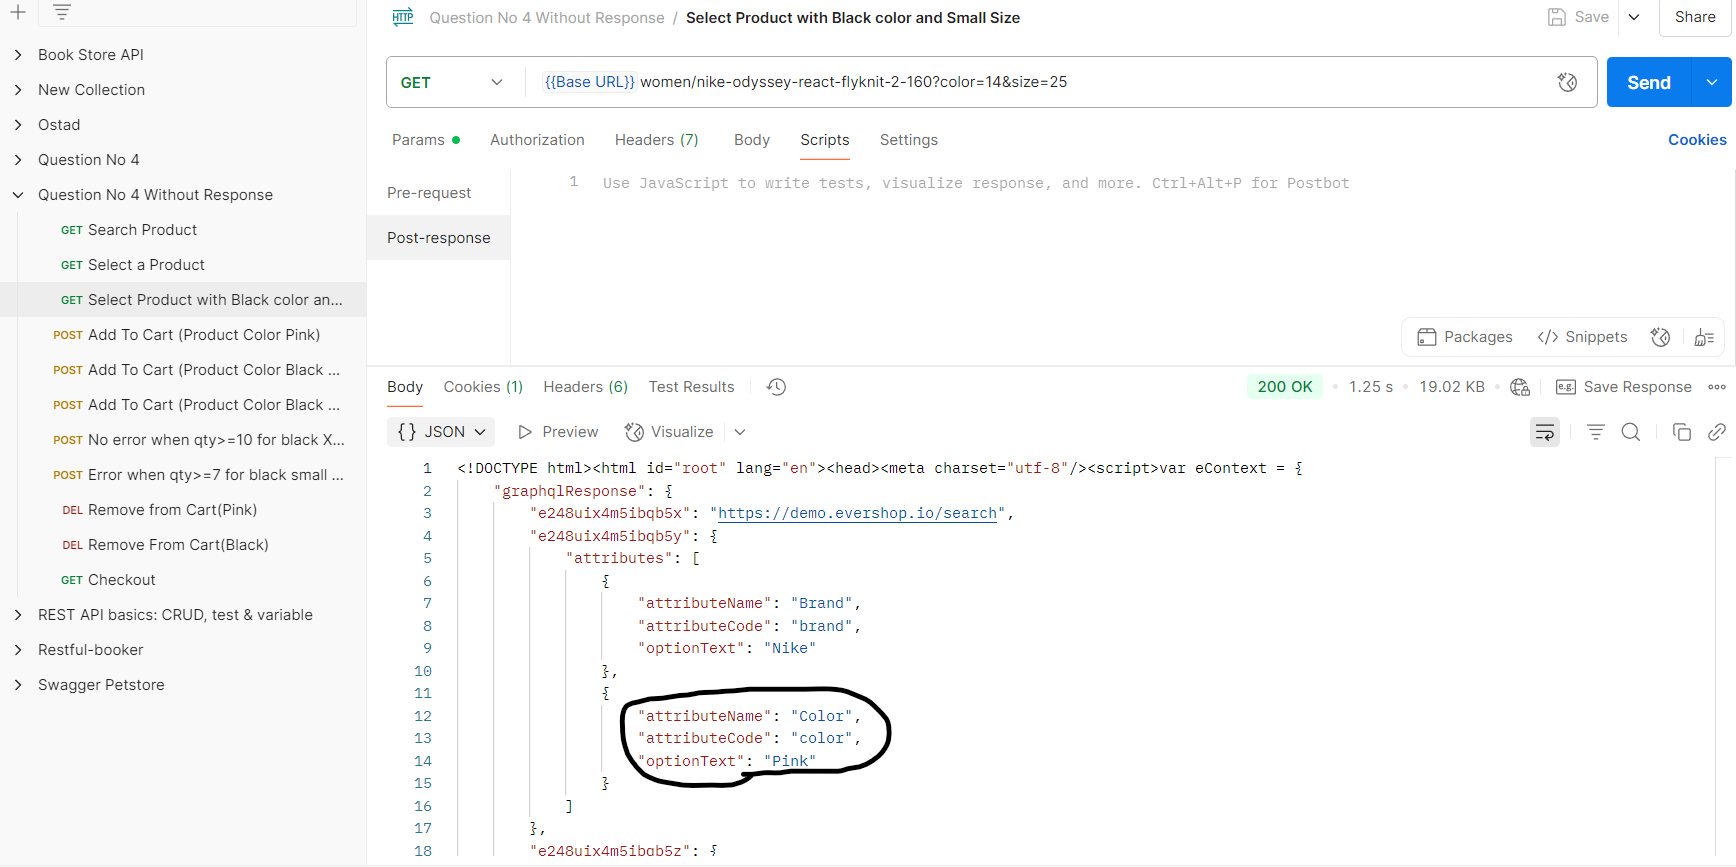 Book Store API
New Collection
Ostad
Question No 4
Question No 4 Without Response
GET Search Product
GET Select a Product
GET Select Product with Black color an...
POST Add To Cart (Product Color Pink)
POST Add To Cart (Product Color Black ...
POST Add To Cart (Product Color Black ...
POST No error when qty>=10 for black X...
POST Error when qty>=7 for black small ...
DEL Remove from Cart(Pink)
DEL Remove From Cart(Black)
GET Checkout
REST API basics: CRUD, test & variable
Restful-booker
Swagger Petstore
HTTP Question No 4 Without Response / Select Product with Black color and Small Size
Save Share
GET {{Base URL}} women/nike-odyssey-react-flyknit-2-160?color=14&size=25
Send
Params Authorization Headers (7) Body Scripts Settings Cookies
Pre-request
Post-response
1 Use JavaScript to write tests, visualize response, and more. Ctrl+Alt+P for Postbot
Packages </> Snippets
Body Cookies (1) Headers (6) Test Results 200 OK • 1.25 s • 19.02 KB • e.g. Save Response
{} JSON Preview Visualize
1 <!DOCTYPE html><html id="root" lang="en"><head><meta charset="utf-8"/><script>var eContext = {
2 "graphqlResponse": {
3 "e248uix4m5ibqb5x": "https://demo.evershop.io/search",
4 "e248uix4m5ibqb5y": {
5 "attributes": [
6 {
7 "attributeName": "Brand",
8 "attributeCode": "brand",
9 "optionText": "Nike"
10 },
11 {
12 "attributeName": "Color",
13 "attributeCode": "color",
14 "optionText": "Pink"
15 }
16 ]
17 },
18 "e248uix4m5ibqb5z": {